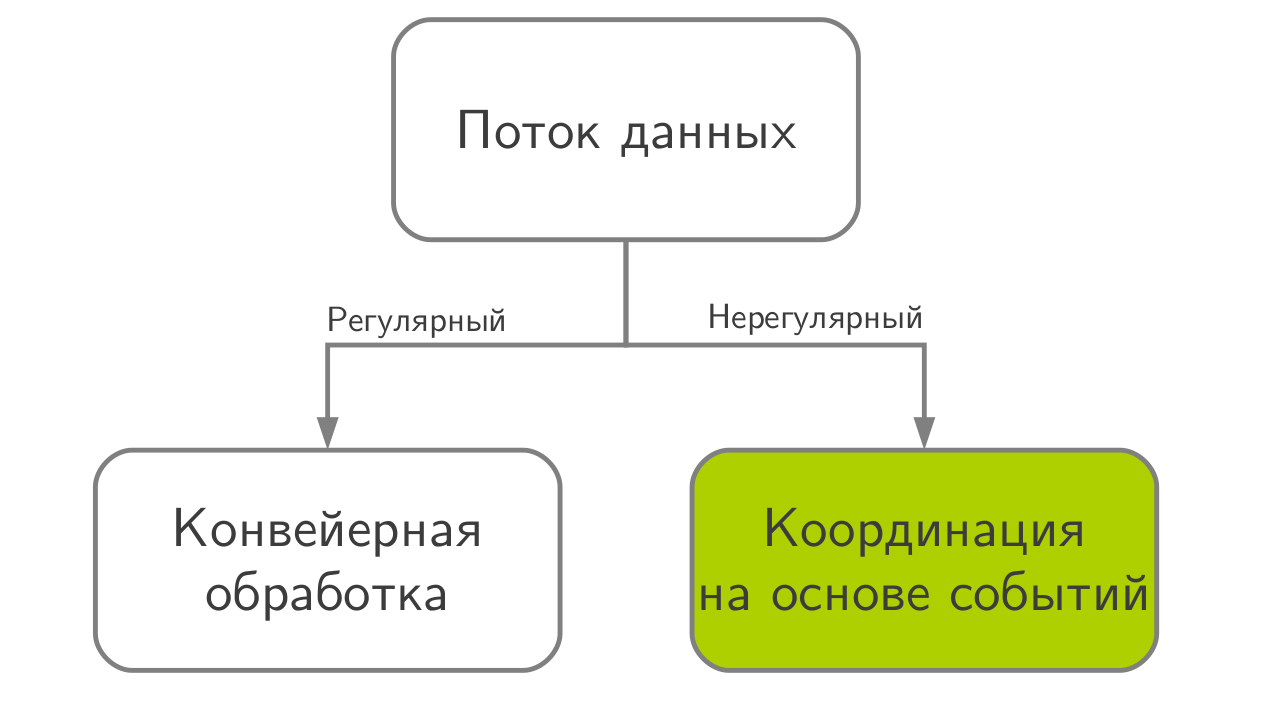 Поток данных
Регулярный
Нерегулярный
Конвейерная
обработка
Координация
на основе событий